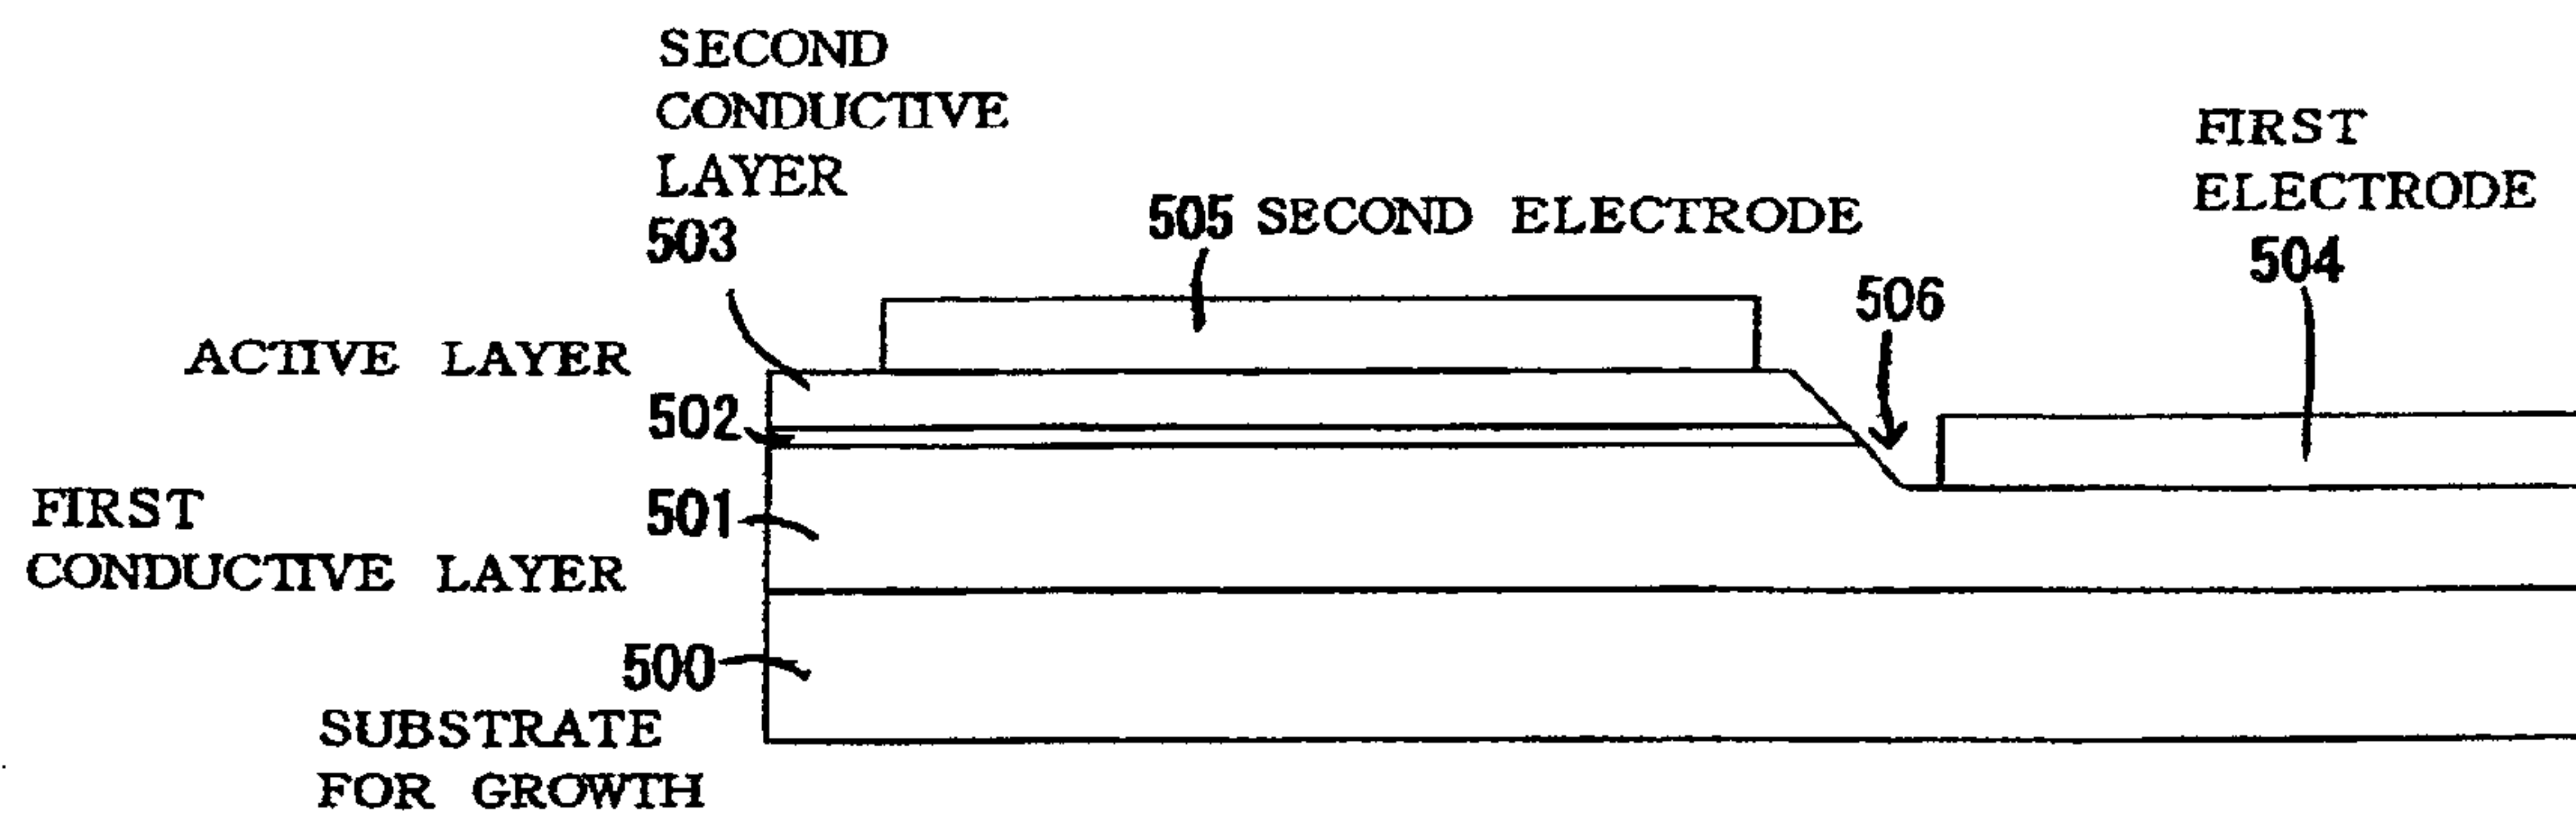 SECOND
CONDUCTIVE
LAYER
503
505 SECOND ELECTRODE
FIRST
ELECTRODE
504
506
ACTIVE LAYER
502
FIRST
CONDUCTIVE LAYER
501
500
SUBSTRATE
FOR GROWTH